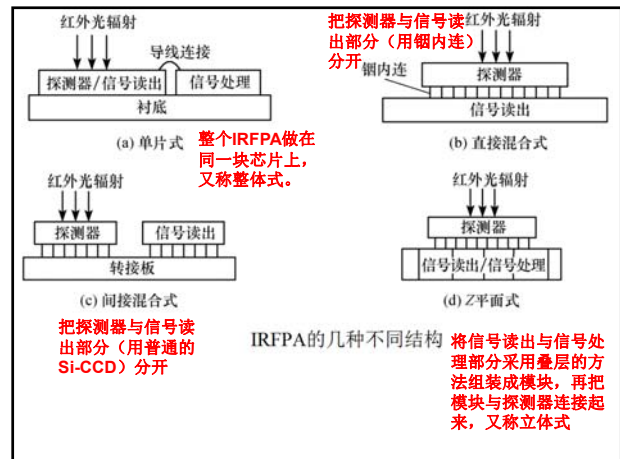 红外光辐射
导线连接
探测器/信号读出
信号处理
衬底
(a) 单片式
整个IRFPA做在
同一块芯片上，
又称整体式。
把探测器与信号读
出部分（用铟内连）
分开
红外光辐射
铟内连
探测器
信号读出
(b) 直接混合式
红外光辐射
探测器
信号读出
转接板
(c) 间接混合式
把探测器与信号读
出部分（用普通的
Si-CCD）分开
红外光辐射
探测器
信号读出/信号处理
(d) Z平面式
IRFPA的几种不同结构
将信号读出与信号处
理部分采用叠层的方
法组装成模块，再把
模块与探测器连接起
来，又称立体式